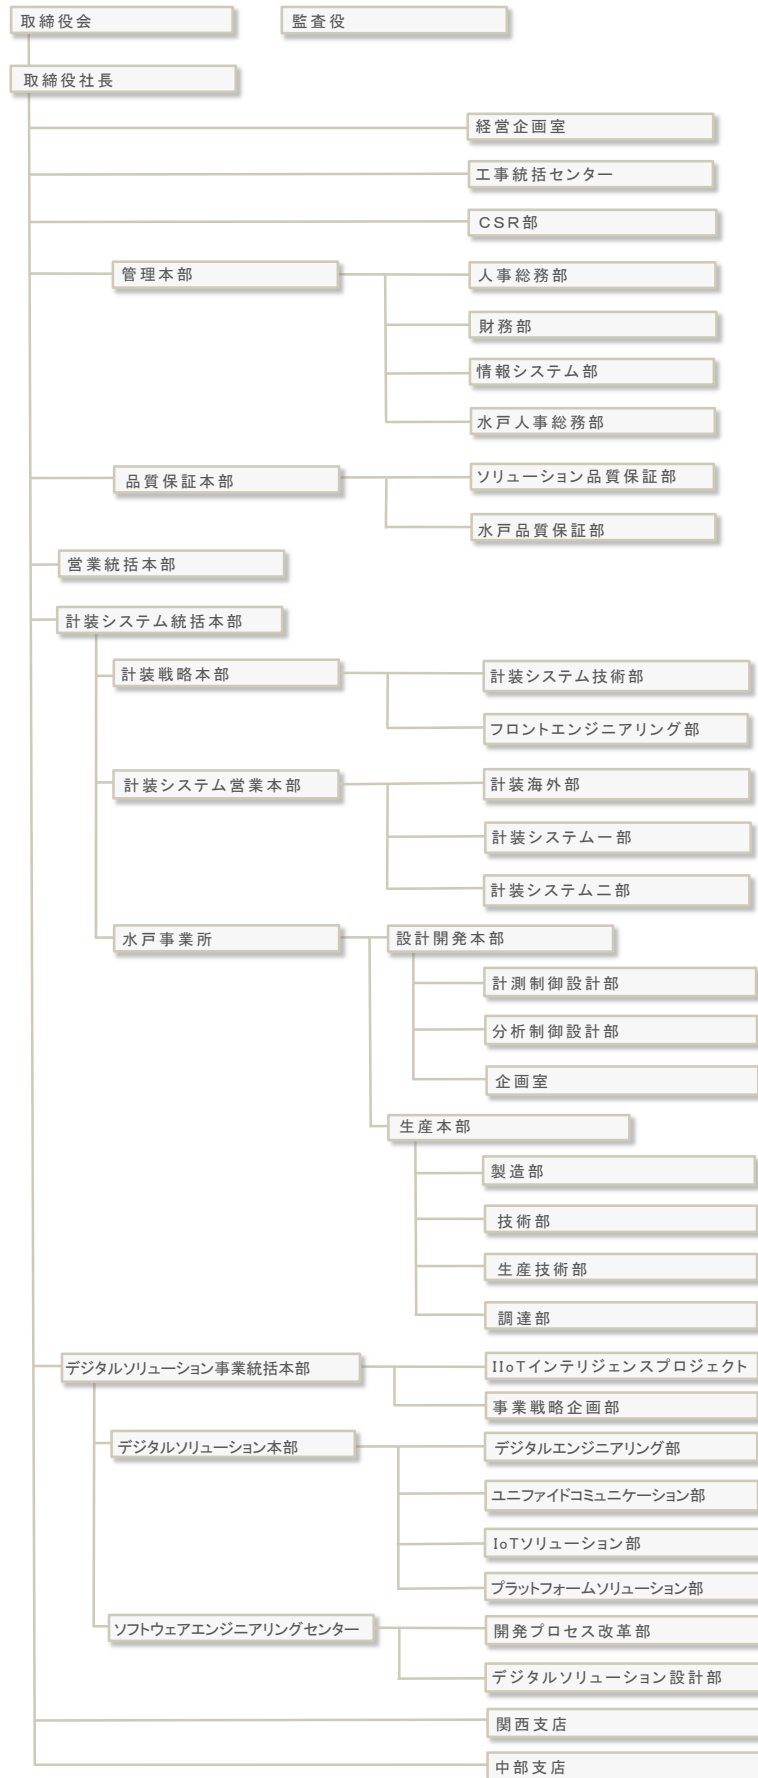 取締役会
監査役
取締役社長
経営企画室
工事統括センター
CSR部
管理本部
人事総務部
財務部
情報システム部
水戸人事総務部
品質保証本部
ソリューション品質保証部
水戸品質保証部
営業統括本部
計装システム統括本部
計装戦略本部
計装システム技術部
フロントエンジニアリング部
計装システム営業本部
計装海外部
計装システム一部
計装システム二部
水戸事業所
設計開発本部
計測制御設計部
分析制御設計部
企画室
生産本部
製造部
技術部
生産技術部
調達部
デジタルソリューション事業統括本部
IIoTインテリジェンスプロジェクト
事業戦略企画部
デジタルソリューション本部
デジタルエンジニアリング部
ユニファイドコミュニケーション部
IoTソリューション部
プラットフォームソリューション部
ソフトウェアエンジニアリングセンター
開発プロセス改革部
デジタルソリューション設計部
関西支店
中部支店